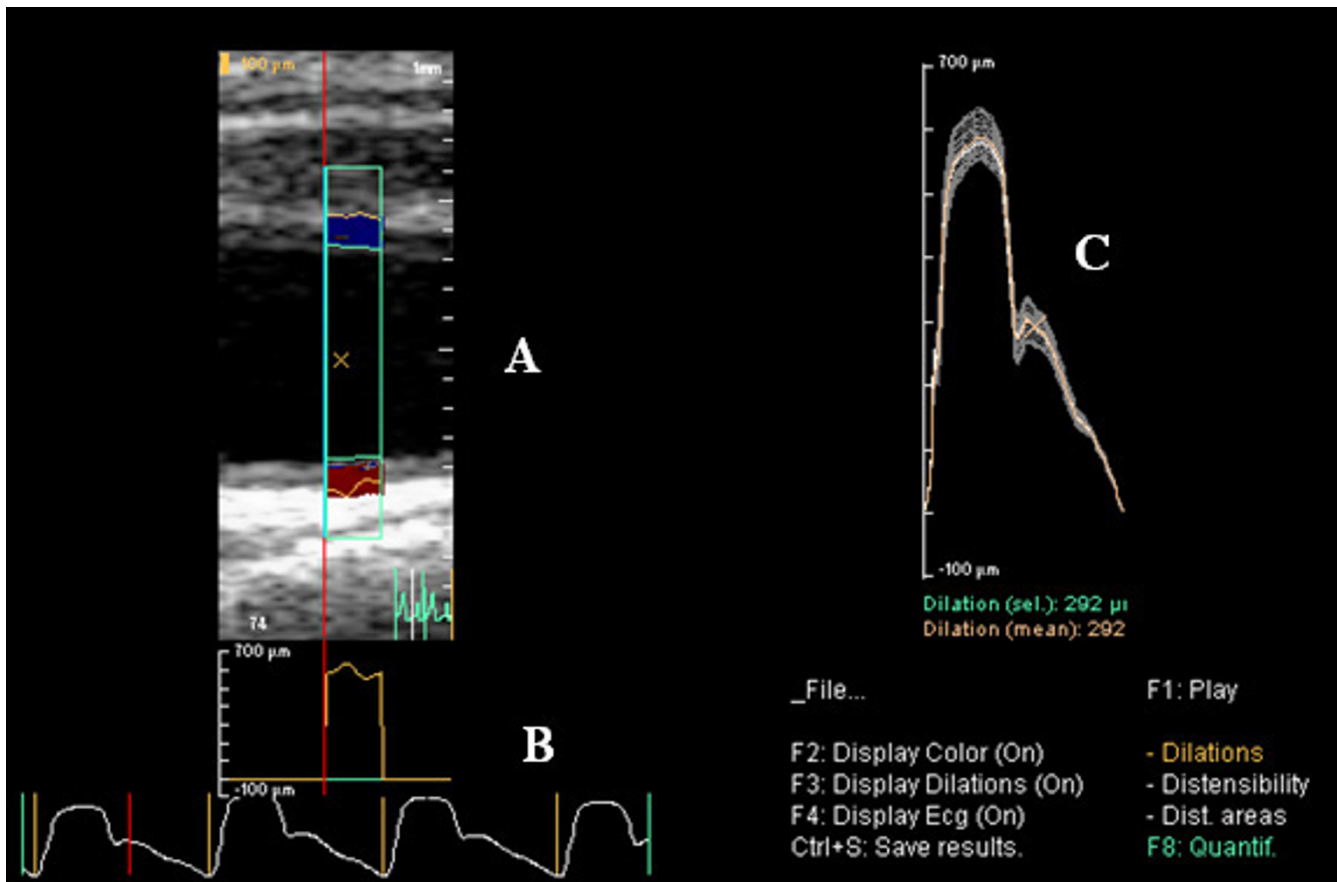 100 µm
1mm
74
A
700 µm
-100 µm
B
700 µm
C
-100 µm
Dilation (sel.): 292 µ
Dilation (mean): 292
_File...
F1: Play
F2: Display Color (On)
- Dilations
F3: Display Dilations (On)
- Distensibility
F4: Display Ecg (On)
- Dist. areas
Ctrl+S: Save results.
F8: Quantif.